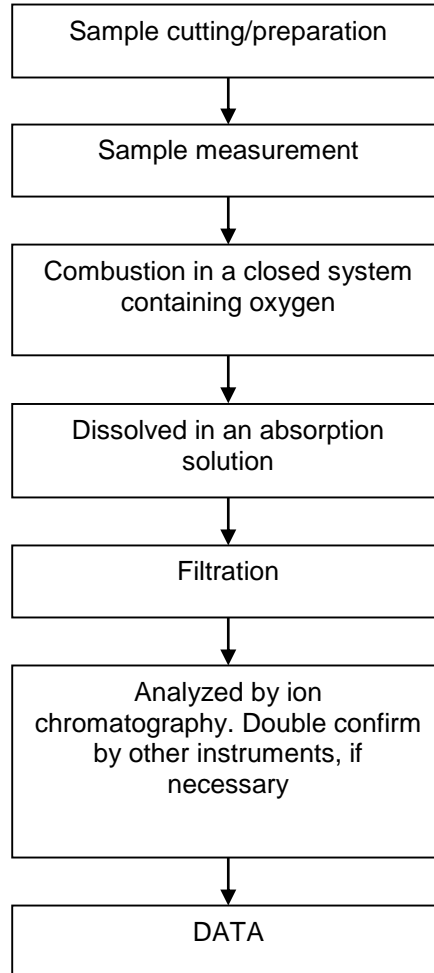 Sample cutting/preparation
Sample measurement
Combustion in a closed system
containing oxygen
Dissolved in an absorption
solution
Filtration
Analyzed by ion
chromatography. Double confirm
by other instruments, if
necessary
DATA